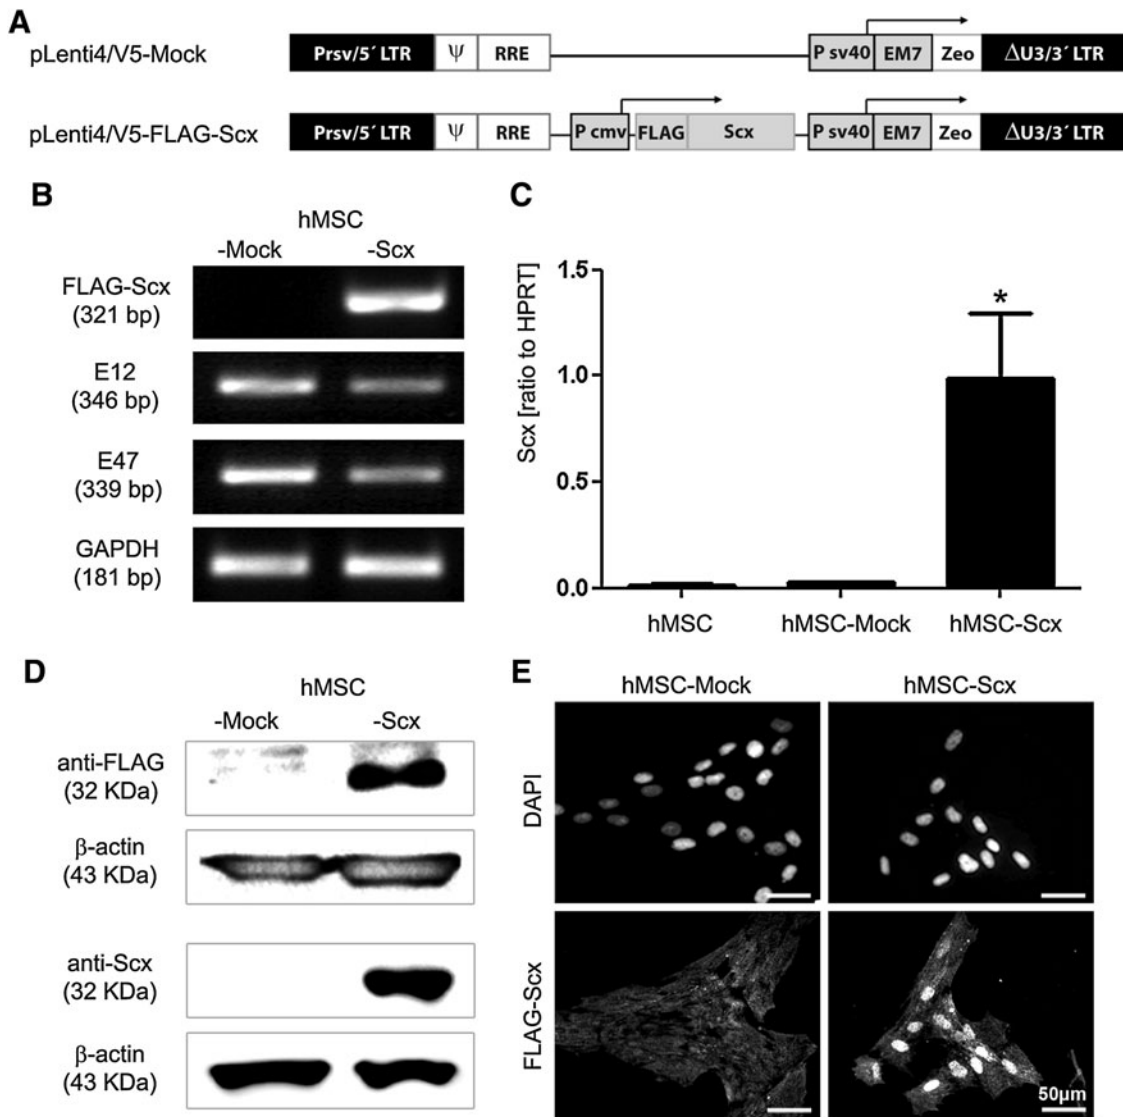 A
pLenti4/V5-Mock
Prsv/5´ LTR ψ RRE P sv40 EM7 Zeo ΔU3/3´ LTR
pLenti4/V5-FLAG-Scx
Prsv/5´ LTR ψ RRE P cmv FLAG Scx P sv40 EM7 Zeo ΔU3/3´ LTR
B
hMSC
-Mock -Scx
FLAG-Scx
(321 bp)
E12
(346 bp)
E47
(339 bp)
GAPDH
(181 bp)
C
Scx [ratio to HPRT]
1.5
1.0
0.5
0.0
*
hMSC hMSC-Mock hMSC-Scx
D
hMSC
-Mock -Scx
anti-FLAG
(32 KDa)
β-actin
(43 KDa)
anti-Scx
(32 KDa)
β-actin
(43 KDa)
E
hMSC-Mock hMSC-Scx
DAPI
FLAG-Scx
50µm